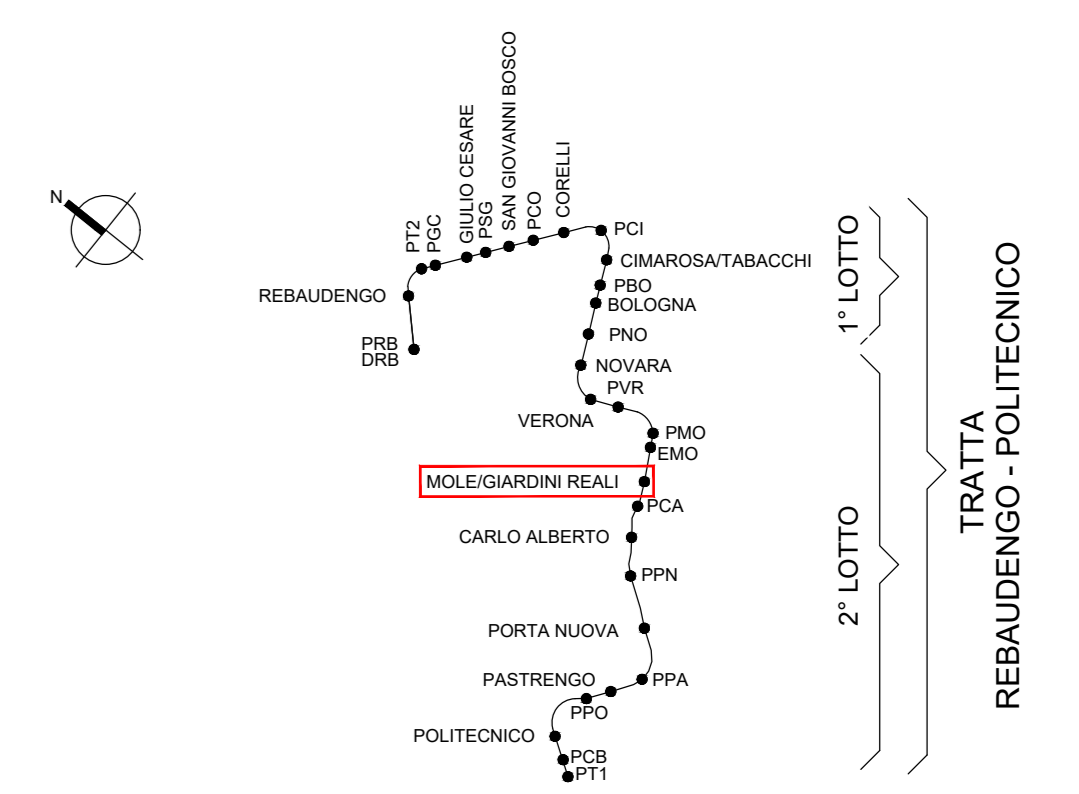 N
PT2
PGC
GIULIO CESARE
PSG
SAN GIOVANNI BOSCO
PCO
CORELLI
PCI
CIMAROSA/TABACCHI
REBAUDENGO
PBO
BOLOGNA
PNO
PRB
DRB
NOVARA
PVR
VERONA
PMO
EMO
MOLE/GIARDINI REALI
PCA
CARLO ALBERTO
PPN
PORTA NUOVA
PASTRENGO
PPA
PPO
POLITECNICO
PCB
PT1
1° LOTTO
2° LOTTO
TRATTA
REBAUDENGO - POLITECNICO